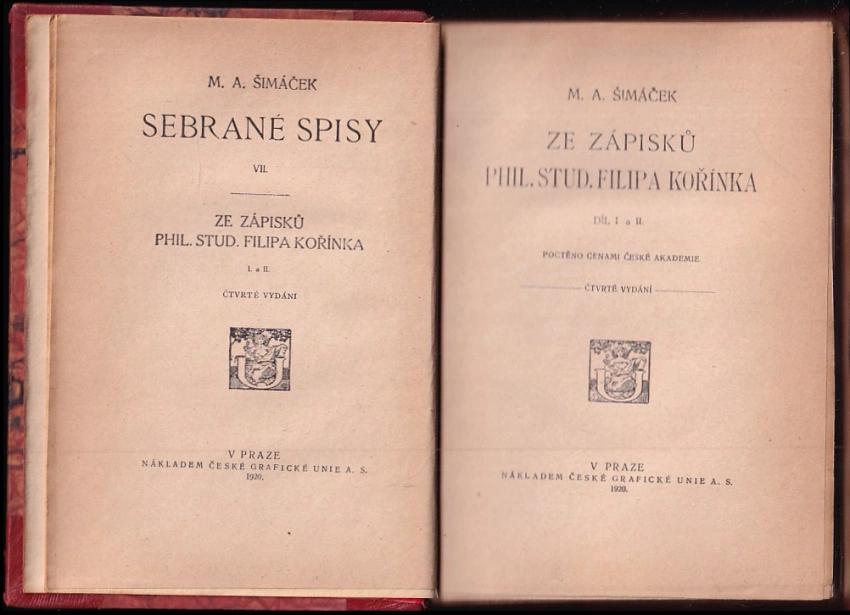 M. A. ŠIMÁČEK
SEBRANÉ SPISY
VII.
ZE ZÁPISKŮ
PHIL. STUD. FILIPA KOŘÍNKA
I. a II.
ČTVRTÉ VYDÁNI
V PRAZE
NÁKLADEM ČESKÉ GRAFICKÉ UNIE A. S.
1920.
M. A. ŠIMÁČEK
ZE ZÁPISKŮ
PHIL. STUD. FILIPA KOŘÍNKA
DÍL I a II.
POCTĚNO CENAMI ČESKÉ AKADEMIE
ČTVRTÉ VYDÁNÍ
V PRAZE
NÁKLADEM ČESKÉ GRAFICKÉ UNIE A. S.
1920.